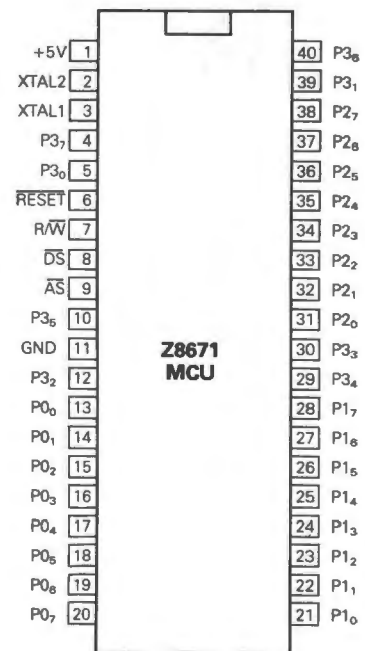 +5V 1 40 P3₆
XTAL2 2 39 P3₁
XTAL1 3 38 P2₇
P3₇ 4 37 P2₆
P3₀ 5 36 P2₅
R̅E̅S̅E̅T̅ 6 35 P2₄
R/W̅ 7 34 P2₃
D̅S̅ 8 33 P2₂
A̅S̅ 9 32 P2₁
P3₅ 10 31 P2₀
GND 11 Z8671 30 P3₃
P3₂ 12 MCU 29 P3₄
P0₀ 13 28 P1₇
P0₁ 14 27 P1₆
P0₂ 15 26 P1₅
P0₃ 16 25 P1₄
P0₄ 17 24 P1₃
P0₅ 18 23 P1₂
P0₆ 19 22 P1₁
P0₇ 20 21 P1₀